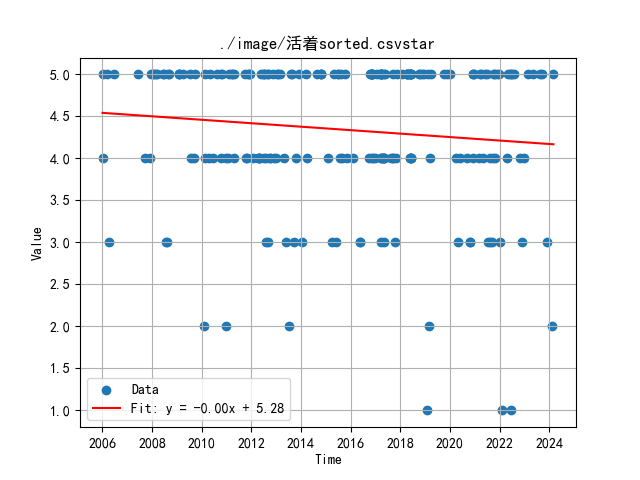 ./image/活着sorted.csvstar
Value
5.0
4.5
4.0
3.5
3.0
2.5
2.0
1.5
1.0
Data
Fit: y = -0.00x + 5.28
2006 2008 2010 2012 2014 2016 2018 2020 2022 2024
Time